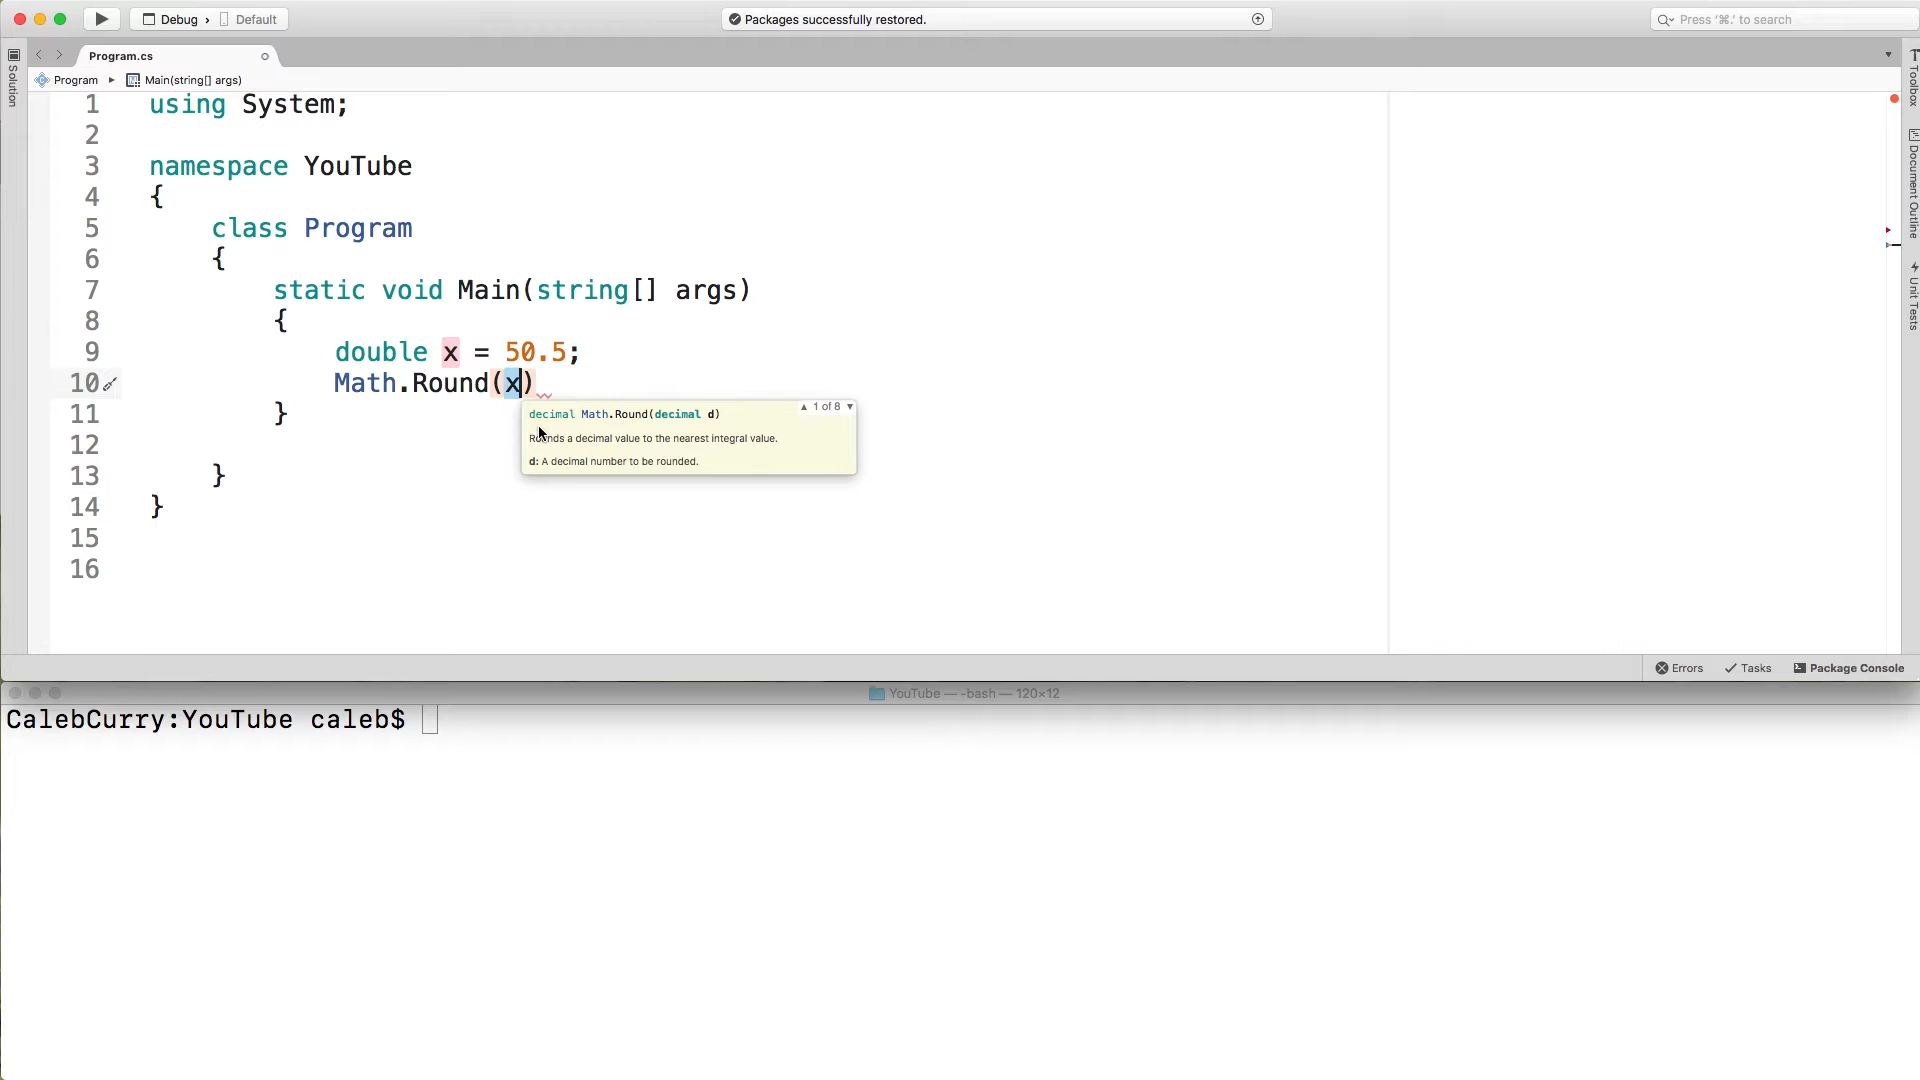 Debug › Default
Packages successfully restored.
Press '⌘.' to search
Solution
Program.cs
Program ▸ Main(string[] args)
1 using System;
2
3 namespace YouTube
4 {
5 class Program
6 {
7 static void Main(string[] args)
8 {
9 double x = 50.5;
10 Math.Round(x)
11 }
12
13 }
14 }
15
16
decimal Math.Round(decimal d)
▲ 1 of 8 ▼
Rounds a decimal value to the nearest integral value.
d: A decimal number to be rounded.
Toolbox
Document Outline
Unit Tests
Errors
Tasks
Package Console
YouTube — -bash — 120×12
CalebCurry:YouTube caleb$